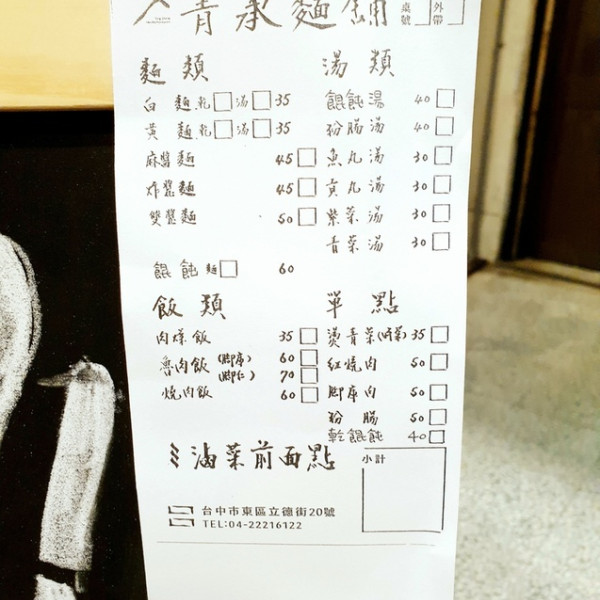 青承麵舖
桌號
外帶
麵類
白麵 乾 湯 35
黃麵 乾 湯 35
麻醬麵 45
炸醬麵 45
雙醬麵 50
餛飩麵 60
湯類
餛飩湯 40
粉腸湯 40
魚丸湯 30
貢丸湯 30
紫菜湯 30
青菜湯 30
飯類
肉燥飯 35
魯肉飯 (腳庫) 60
(腳仁) 70
燒肉飯 60
單點
燙青菜(時菜) 35
紅燒肉 50
腳庫肉 50
粉腸 50
乾餛飩 40
滷菜前面點
小計
台中市東區立德街20號
TEL:04-22216122